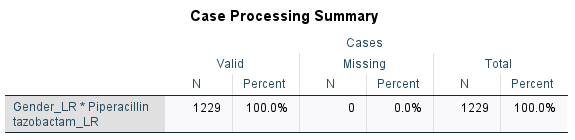 Case Processing Summary
Cases
Valid Missing Total
N Percent N Percent N Percent
Gender_LR * Piperacillin 1229 100.0% 0 0.0% 1229 100.0%
tazobactam_LR